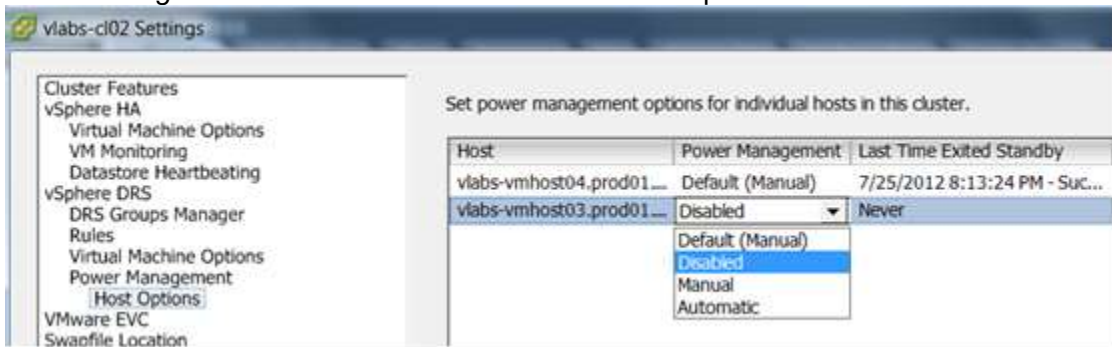 vlabs-cl02 Settings
Cluster Features
vSphere HA
Virtual Machine Options
VM Monitoring
Datastore Heartbeating
vSphere DRS
DRS Groups Manager
Rules
Virtual Machine Options
Power Management
Host Options
VMware EVC
Swapfile Location
Set power management options for individual hosts in this cluster.
Host Power Management Last Time Exited Standby
vlabs-vmhost04.prod01.... Default (Manual) 7/25/2012 8:13:24 PM - Suc...
vlabs-vmhost03.prod01.... Disabled Never
Default (Manual)
Disabled
Manual
Automatic